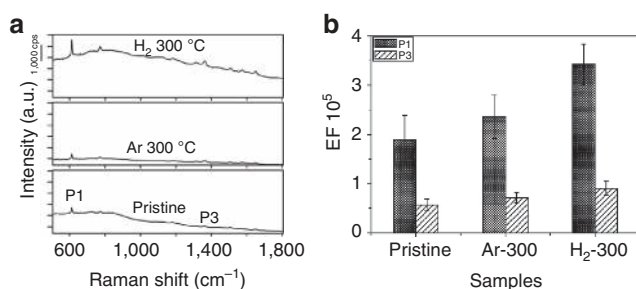 a
Intensity (a.u.)
1,000 cps
H₂ 300 °C
Ar 300 °C
P1
Pristine
P3
600 1,000 1,400 1,800
Raman shift (cm⁻¹)
b
EF 10⁵
4
3
2
1
0
P1
P3
Pristine Ar-300 H₂-300
Samples